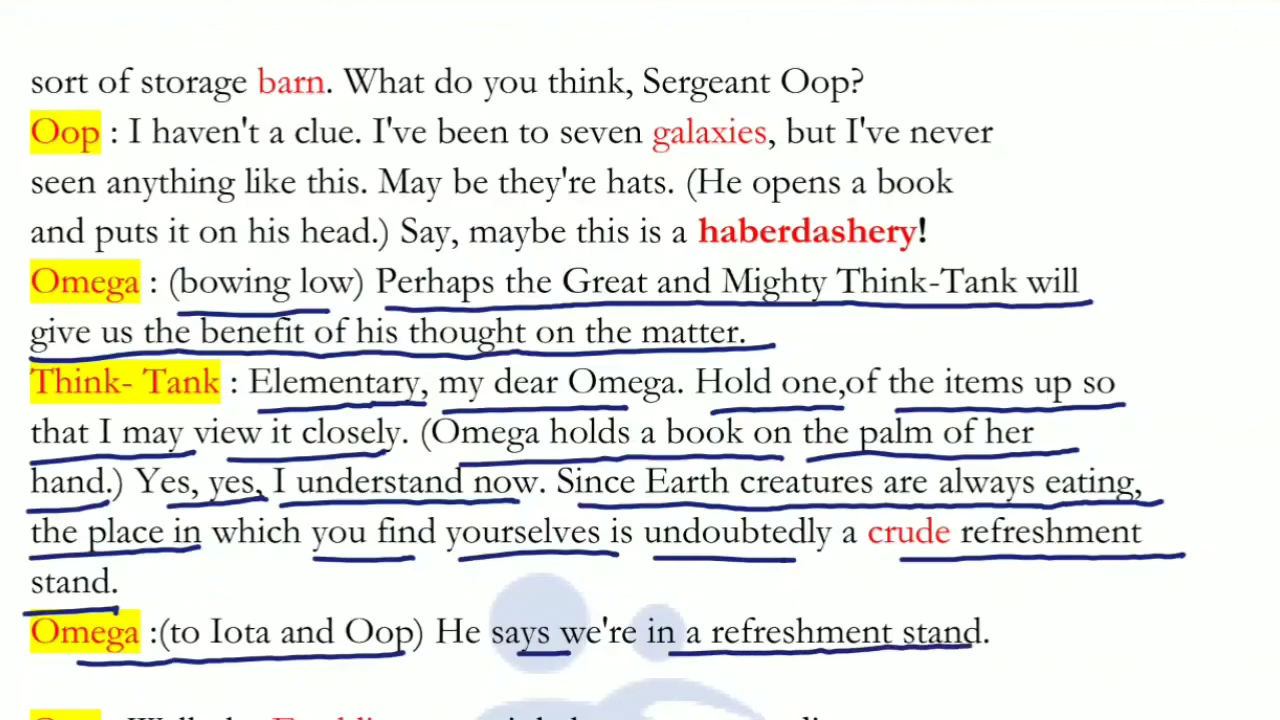 sort of storage barn. What do you think, Sergeant Oop?
Oop : I haven't a clue. I've been to seven galaxies, but I've never
seen anything like this. May be they're hats. (He opens a book
and puts it on his head.) Say, maybe this is a haberdashery!
Omega : (bowing low) Perhaps the Great and Mighty Think-Tank will
give us the benefit of his thought on the matter.
Think- Tank : Elementary, my dear Omega. Hold one,of the items up so
that I may view it closely. (Omega holds a book on the palm of her
hand.) Yes, yes, I understand now. Since Earth creatures are always eating,
the place in which you find yourselves is undoubtedly a crude refreshment
stand.
Omega :(to Iota and Oop) He says we're in a refreshment stand.